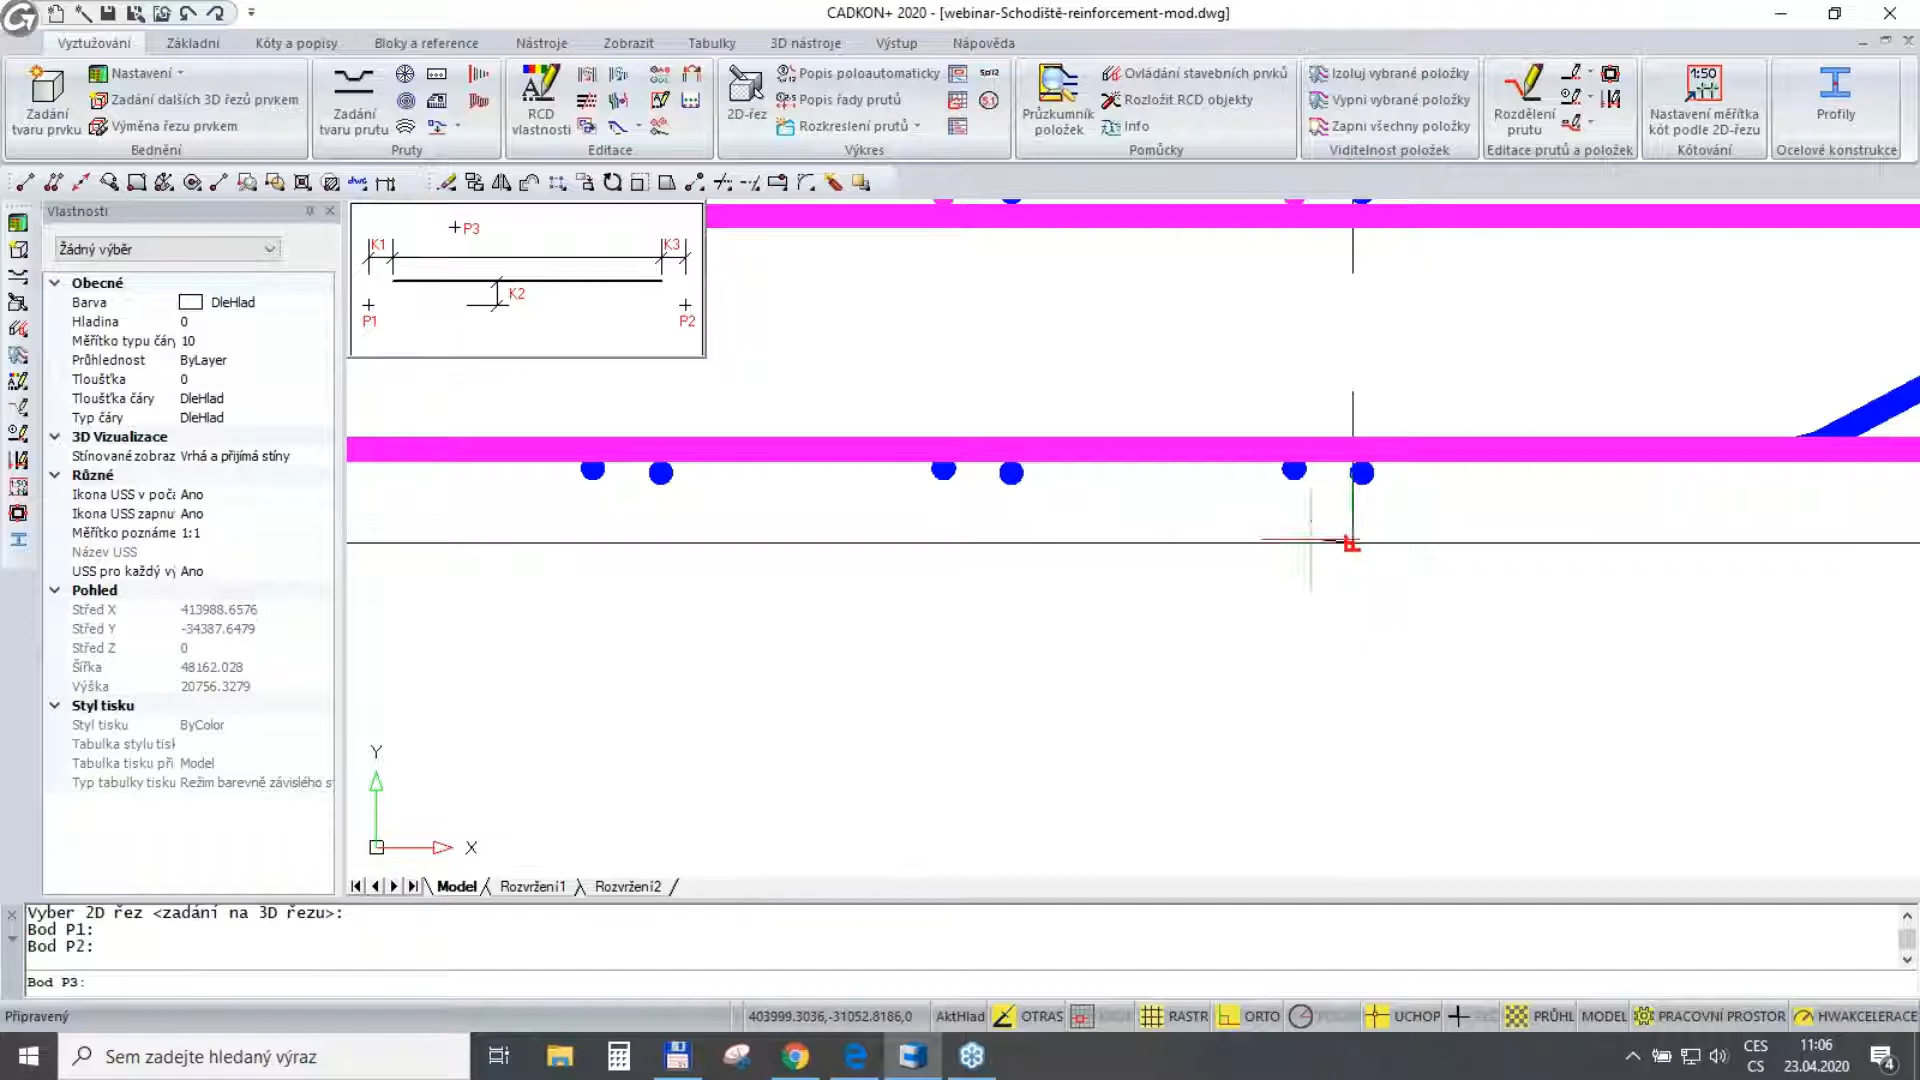 CADKON+ 2020 - [webinar-Schodiště-reinforcement-mod.dwg]
Vyztužování Základní Kóty a popisy Bloky a reference Nástroje Zobrazit Tabulky 3D nástroje Výstup Nápověda
Zadání tvaru prvku
Nastavení
Zadání dalších 3D řezů prvkem
Výměna řezu prvkem
Bednění
Zadání tvaru prutu
Pruty
RCD vlastnosti
Editace
2D-řez
Popis poloautomaticky
Popis řady prutů
Rozkreslení prutů
Výkres
Průzkumník položek
Ovládání stavebních prvků
Rozložit RCD objekty
Info
Pomůcky
Izoluj vybrané položky
Vypni vybrané položky
Zapni všechny položky
Viditelnost položek
Rozdělení prutu
Editace prutů a položek
1:50
Nastavení měřítka kót podle 2D-řezu
Kótování
Profily
Ocelové konstrukce
Vlastnosti
Žádný výběr
Obecné
Barva DleHlad
Hladina 0
Měřítko typu čáry 10
Průhlednost ByLayer
Tloušťka 0
Tloušťka čáry DleHlad
Typ čáry DleHlad
3D Vizualizace
Stínované zobraz Vrhá a přijímá stíny
Různé
Ikona USS v poča Ano
Ikona USS zapnu Ano
Měřítko poznáme 1:1
Název USS
USS pro každý vý Ano
Pohled
Střed X 413988.6576
Střed Y -34387.6479
Střed Z 0
Šířka 48162.028
Výška 20756.3279
Styl tisku
Styl tisku ByColor
Tabulka stylu tisk
Tabulka tisku při Model
Typ tabulky tisku Režim barevně závislého s
P3
K1 K3
K2
P1 P2
Y
X
Model Rozvržení1 Rozvržení2
Vyber 2D řez <zadání na 3D řezu>:
Bod P1:
Bod P2:
Bod P3:
Připravený 403999.3036,-31052.8186,0 AktHlad OTRAS RASTR ORTO UCHOP PRŮHL MODEL PRACOVNÍ PROSTOR HWAKCELERACE
Sem zadejte hledaný výraz
CES
CS
11:06
23.04.2020
4